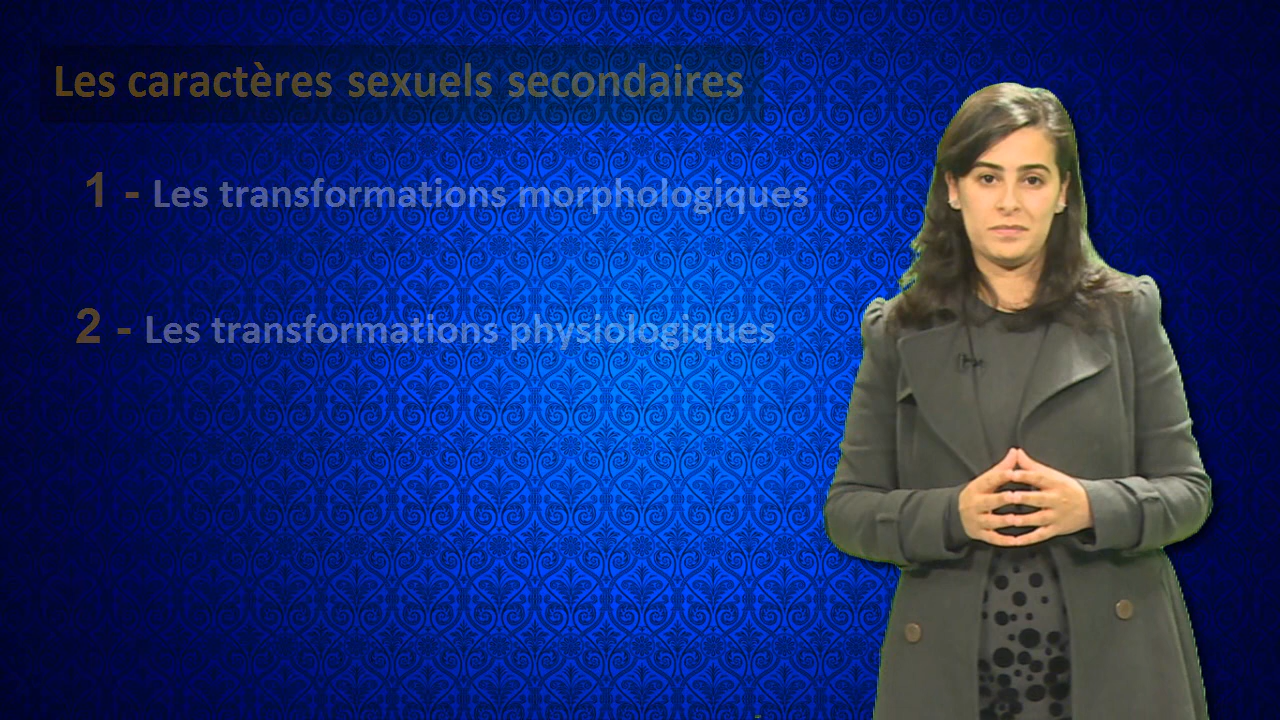 Les caractères sexuels secondaires
1 - Les transformations morphologiques
2 - Les transformations physiologiques